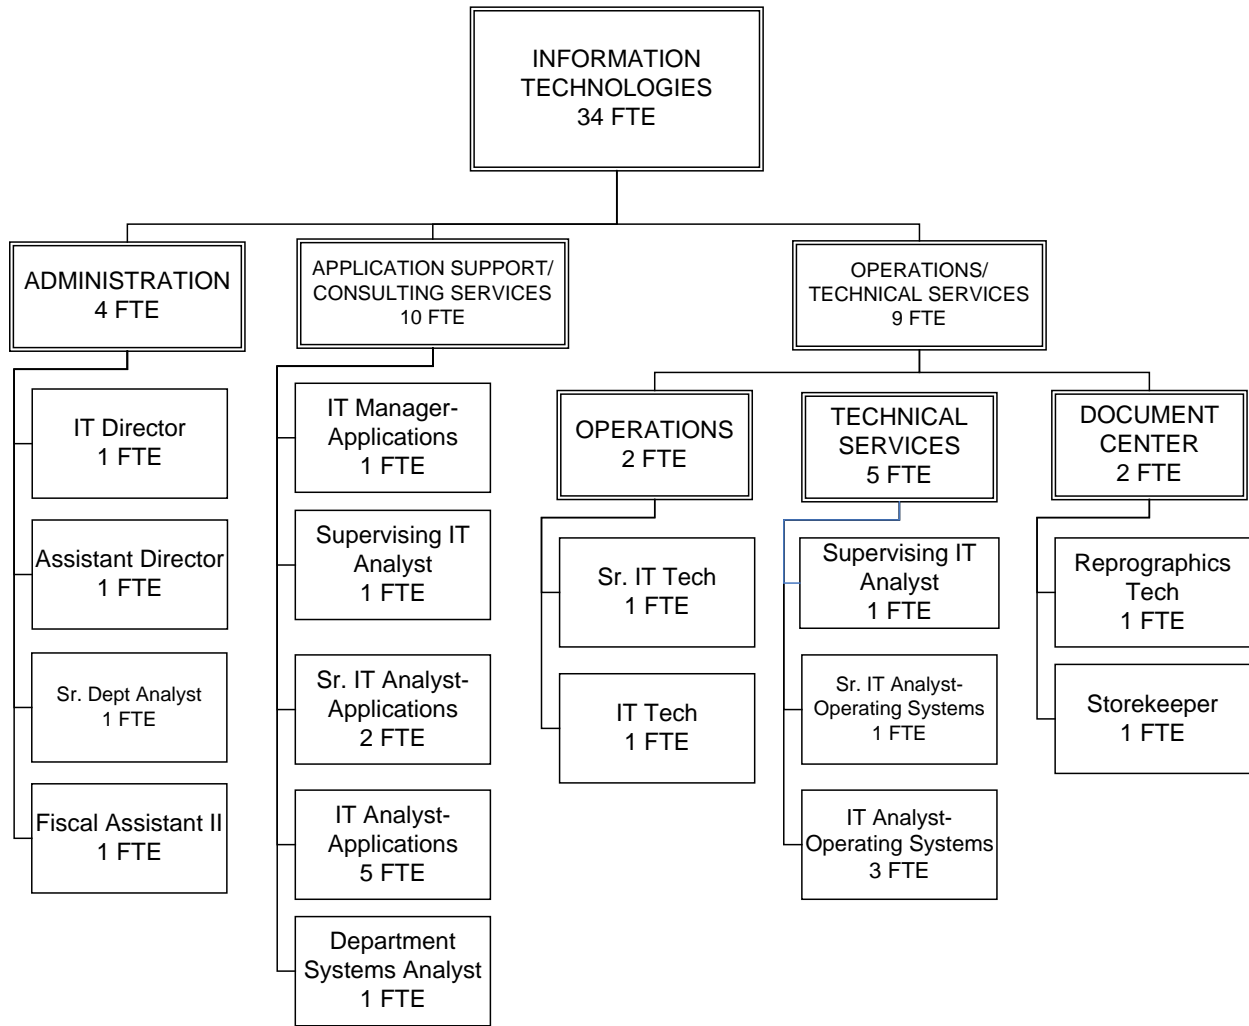 INFORMATION
TECHNOLOGIES
34 FTE
ADMINISTRATION
4 FTE
APPLICATION SUPPORT/
CONSULTING SERVICES
10 FTE
OPERATIONS/
TECHNICAL SERVICES
9 FTE
IT Director
1 FTE
Assistant Director
1 FTE
Sr. Dept Analyst
1 FTE
Fiscal Assistant II
1 FTE
IT Manager-
Applications
1 FTE
Supervising IT
Analyst
1 FTE
Sr. IT Analyst-
Applications
2 FTE
IT Analyst-
Applications
5 FTE
Department
Systems Analyst
1 FTE
OPERATIONS
2 FTE
Sr. IT Tech
1 FTE
IT Tech
1 FTE
TECHNICAL
SERVICES
5 FTE
Supervising IT
Analyst
1 FTE
Sr. IT Analyst-
Operating Systems
1 FTE
IT Analyst-
Operating Systems
3 FTE
DOCUMENT
CENTER
2 FTE
Reprographics
Tech
1 FTE
Storekeeper
1 FTE